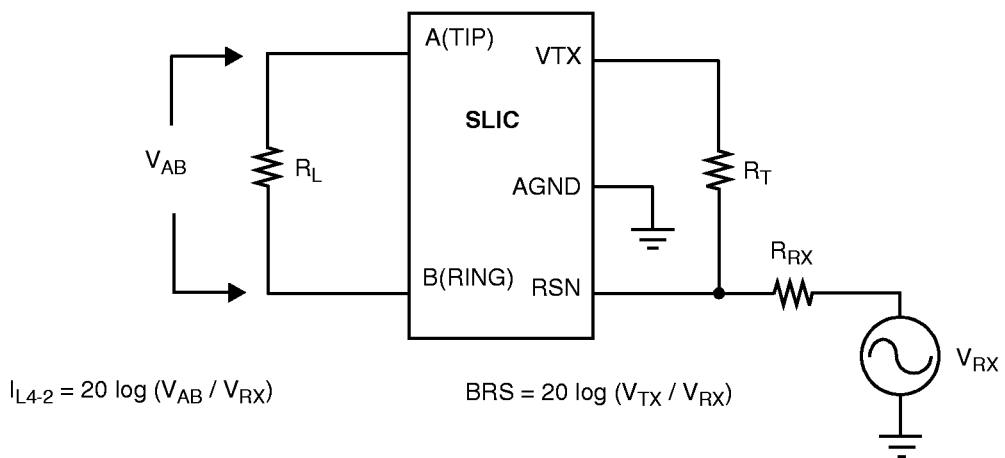 A(TIP)
VTX
SLIC
V_AB
R_L
R_T
AGND
R_RX
B(RING)
RSN
V_RX
I_L4-2 = 20 log (V_AB / V_RX)
BRS = 20 log (V_TX / V_RX)